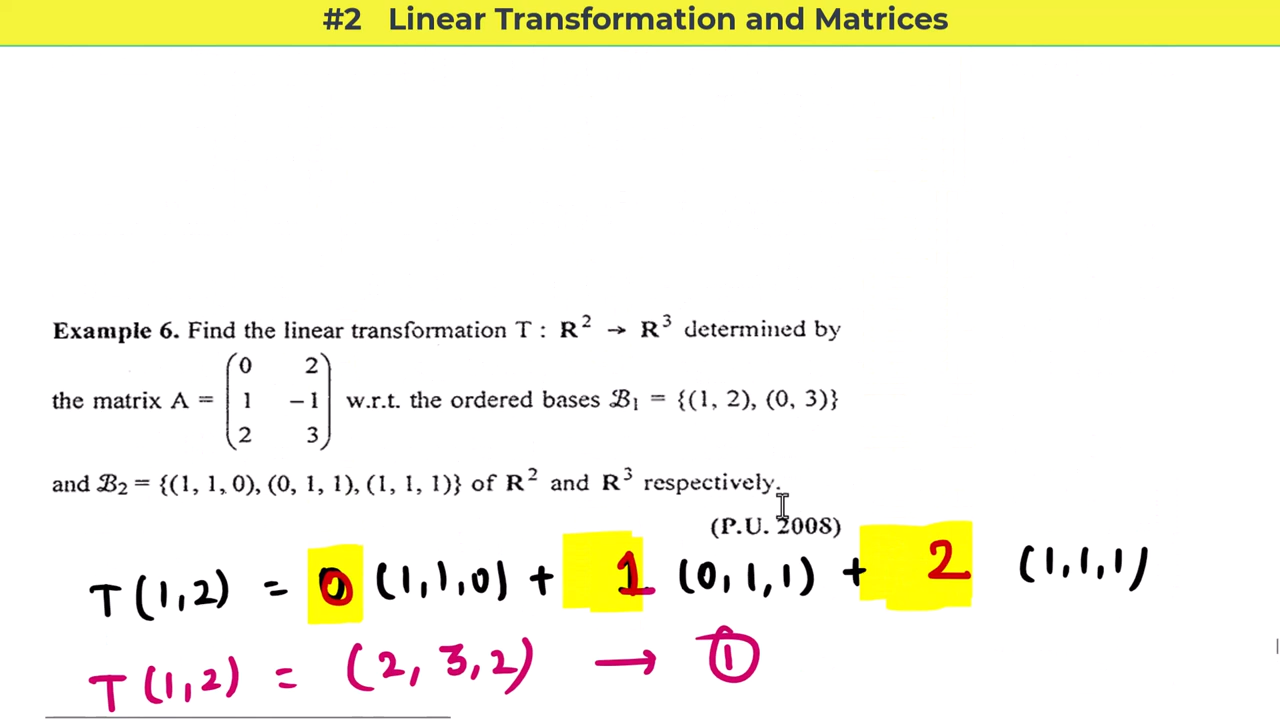 #2 Linear Transformation and Matrices
Example 6. Find the linear transformation T : R² → R³ determined by
the matrix A = (0 2
1 −1
2 3) w.r.t. the ordered bases ℬ₁ = {(1, 2), (0, 3)}
and ℬ₂ = {(1, 1, 0), (0, 1, 1), (1, 1, 1)} of R² and R³ respectively.
(P.U. 2008)
T(1,2) = 0 (1,1,0) + 1 (0,1,1) + 2 (1,1,1)
T(1,2) = (2, 3, 2) → ①